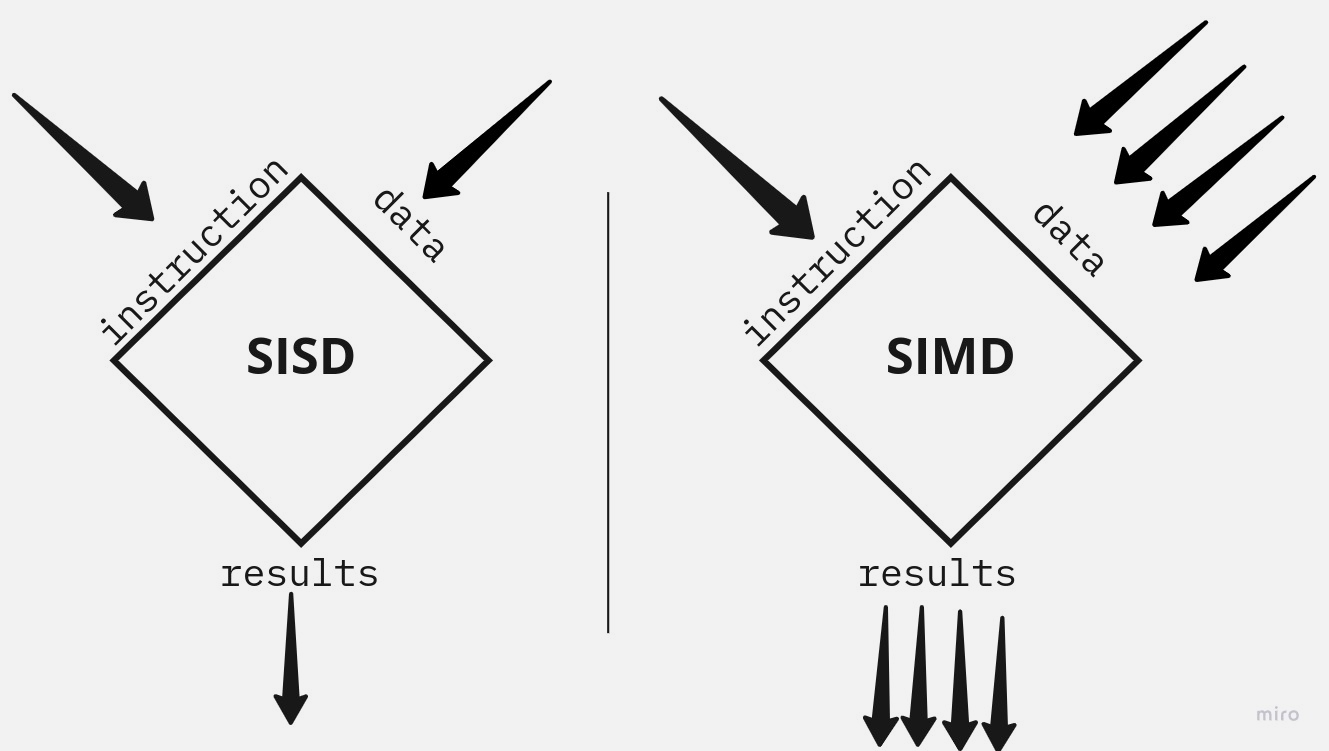 instruction
data
SISD
results
instruction
data
SIMD
results
miro